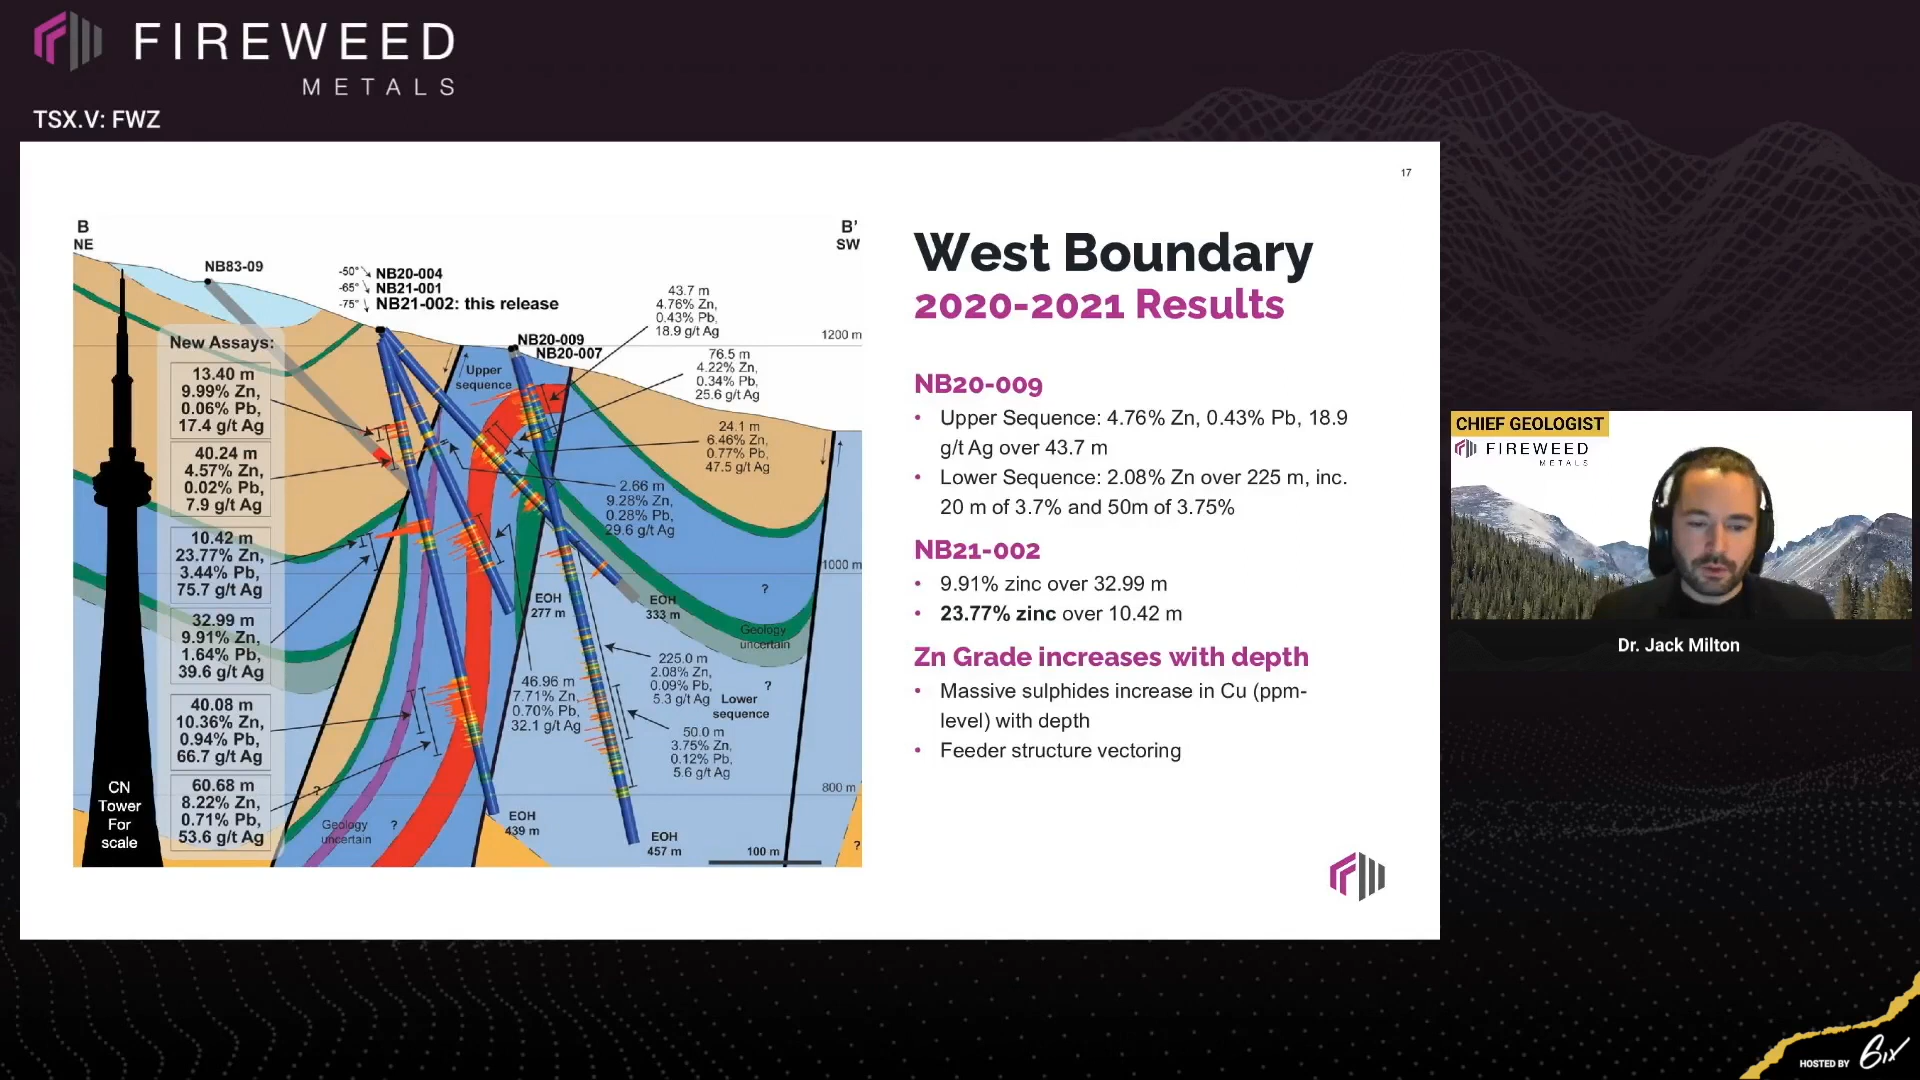 FIREWEED
METALS
TSX.V: FWZ
17
B
NE
B'
SW
NB83-09
-50° NB20-004
-65° NB21-001
-75° NB21-002: this release
NB20-009
NB20-007
43.7 m
4.76% Zn,
0.43% Pb,
18.9 g/t Ag
1200 m
76.5 m
4.22% Zn,
0.34% Pb,
25.6 g/t Ag
Upper
sequence
24.1 m
6.46% Zn,
0.77% Pb,
47.5 g/t Ag
2.66 m
9.28% Zn,
0.28% Pb,
29.6 g/t Ag
New Assays:
13.40 m
9.99% Zn,
0.06% Pb,
17.4 g/t Ag
40.24 m
4.57% Zn,
0.02% Pb,
7.9 g/t Ag
10.42 m
23.77% Zn,
3.44% Pb,
75.7 g/t Ag
32.99 m
9.91% Zn,
1.64% Pb,
39.6 g/t Ag
40.08 m
10.36% Zn,
0.94% Pb,
66.7 g/t Ag
60.68 m
8.22% Zn,
0.71% Pb,
53.6 g/t Ag
CN
Tower
For
scale
1000 m
?
EOH
277 m
EOH
333 m
Geology
uncertain
225.0 m
2.08% Zn,
0.09% Pb,
5.3 g/t Ag
?
Lower
sequence
46.96 m
7.71% Zn,
0.70% Pb,
32.1 g/t Ag
50.0 m
3.75% Zn,
0.12% Pb,
5.6 g/t Ag
800 m
?
Geology
uncertain
?
EOH
439 m
EOH
457 m
100 m
?
West Boundary
2020-2021 Results
NB20-009
• Upper Sequence: 4.76% Zn, 0.43% Pb, 18.9
g/t Ag over 43.7 m
• Lower Sequence: 2.08% Zn over 225 m, inc.
20 m of 3.7% and 50m of 3.75%
NB21-002
• 9.91% zinc over 32.99 m
• 23.77% zinc over 10.42 m
Zn Grade increases with depth
• Massive sulphides increase in Cu (ppm-
level) with depth
• Feeder structure vectoring
CHIEF GEOLOGIST
FIREWEED
METALS
Dr. Jack Milton
HOSTED BY 6ix